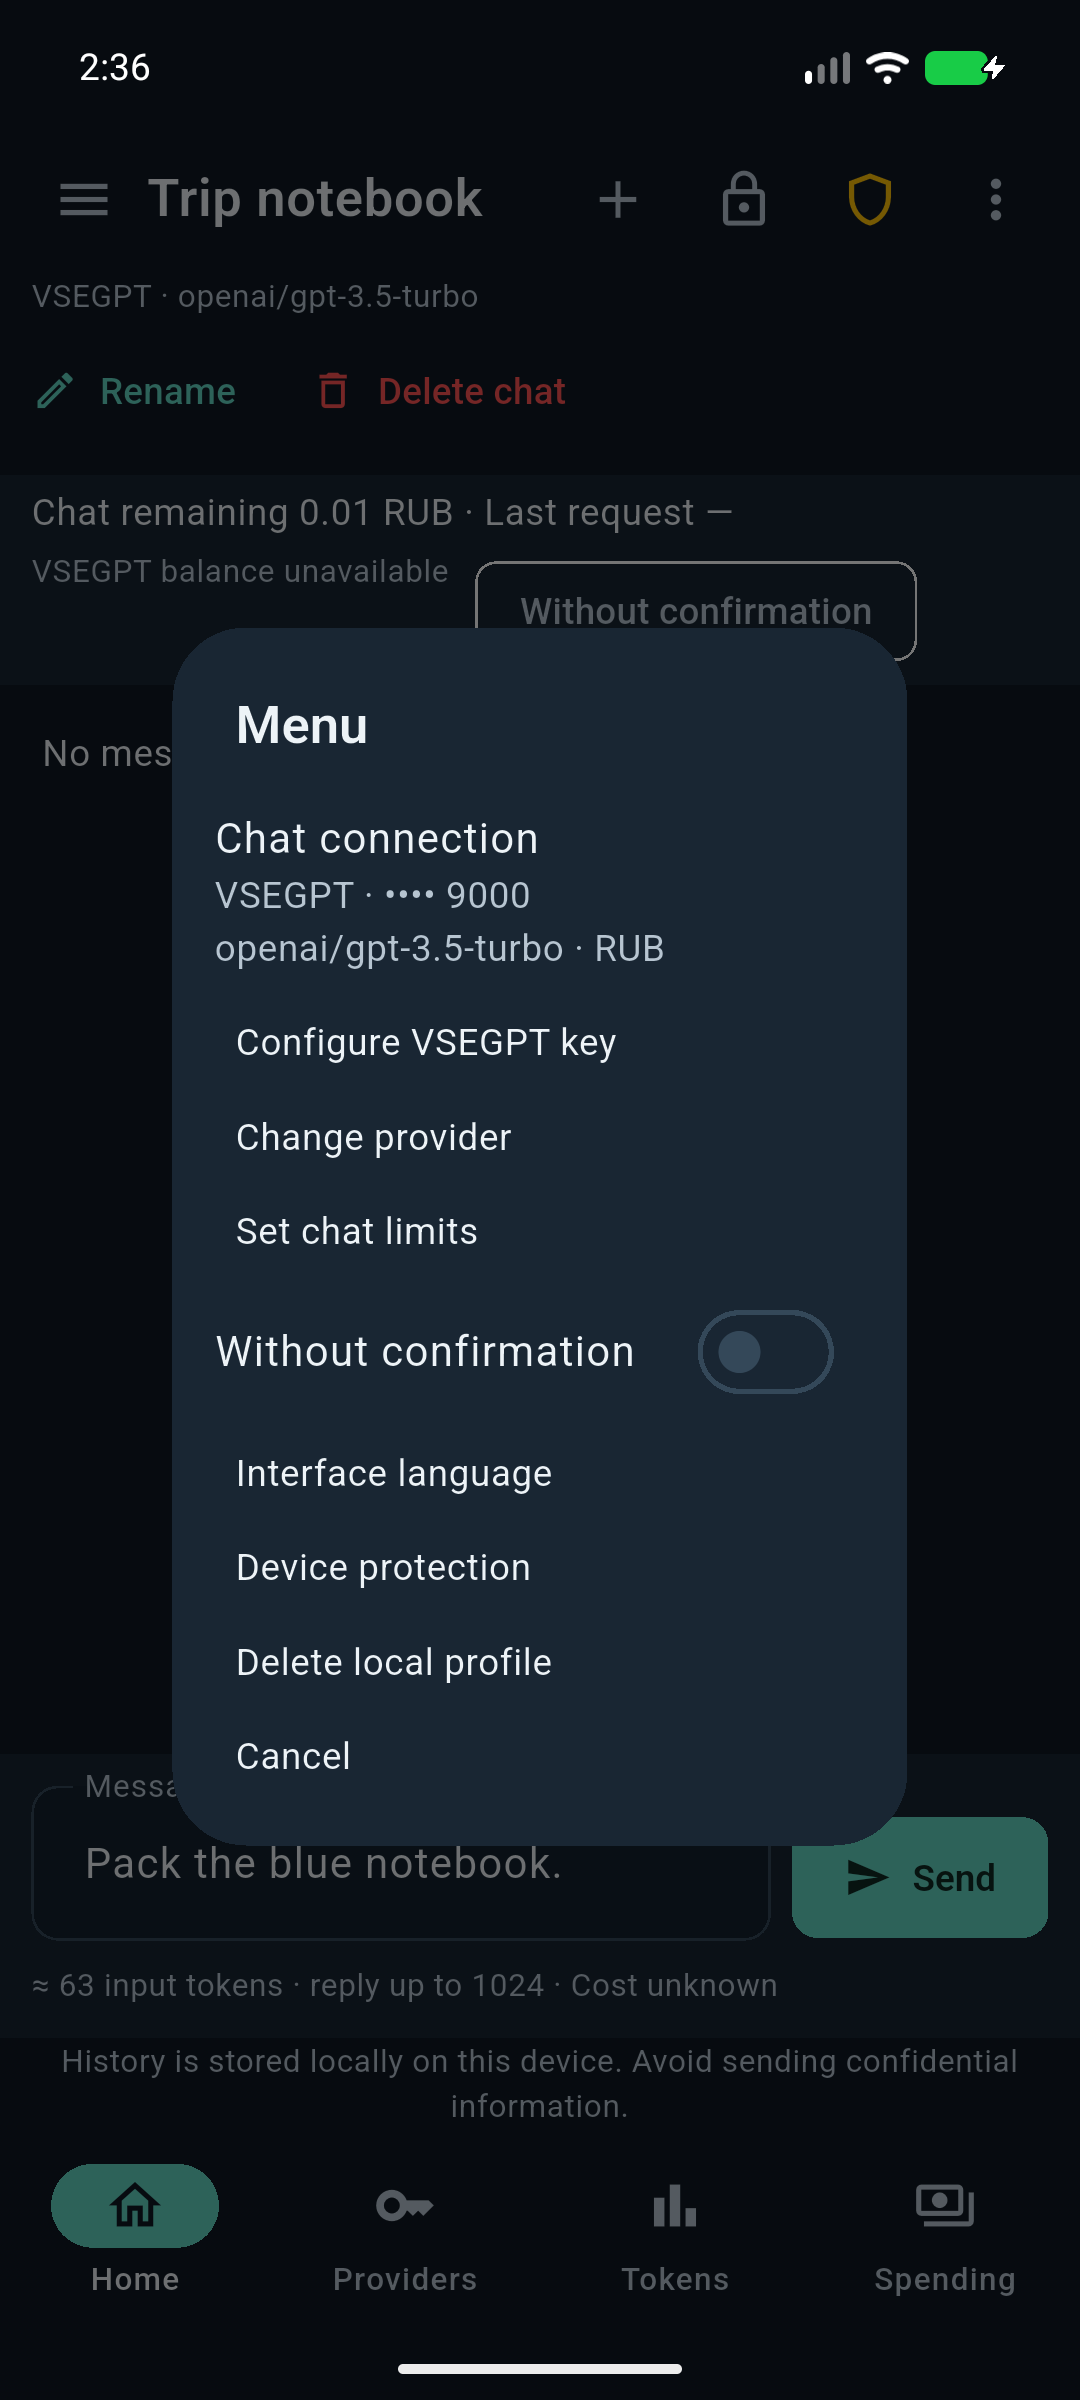 2:36
Trip notebook
VSEGPT · openai/gpt-3.5-turbo
Rename
Delete chat
Chat remaining 0.01 RUB · Last request —
VSEGPT balance unavailable
Without confirmation
No mes
Menu
Chat connection
VSEGPT · •••• 9000
openai/gpt-3.5-turbo · RUB
Configure VSEGPT key
Change provider
Set chat limits
Without confirmation
Interface language
Device protection
Delete local profile
Cancel
Messa
Pack the blue notebook.
Send
≈ 63 input tokens · reply up to 1024 · Cost unknown
History is stored locally on this device. Avoid sending confidential
information.
Home
Providers
Tokens
Spending